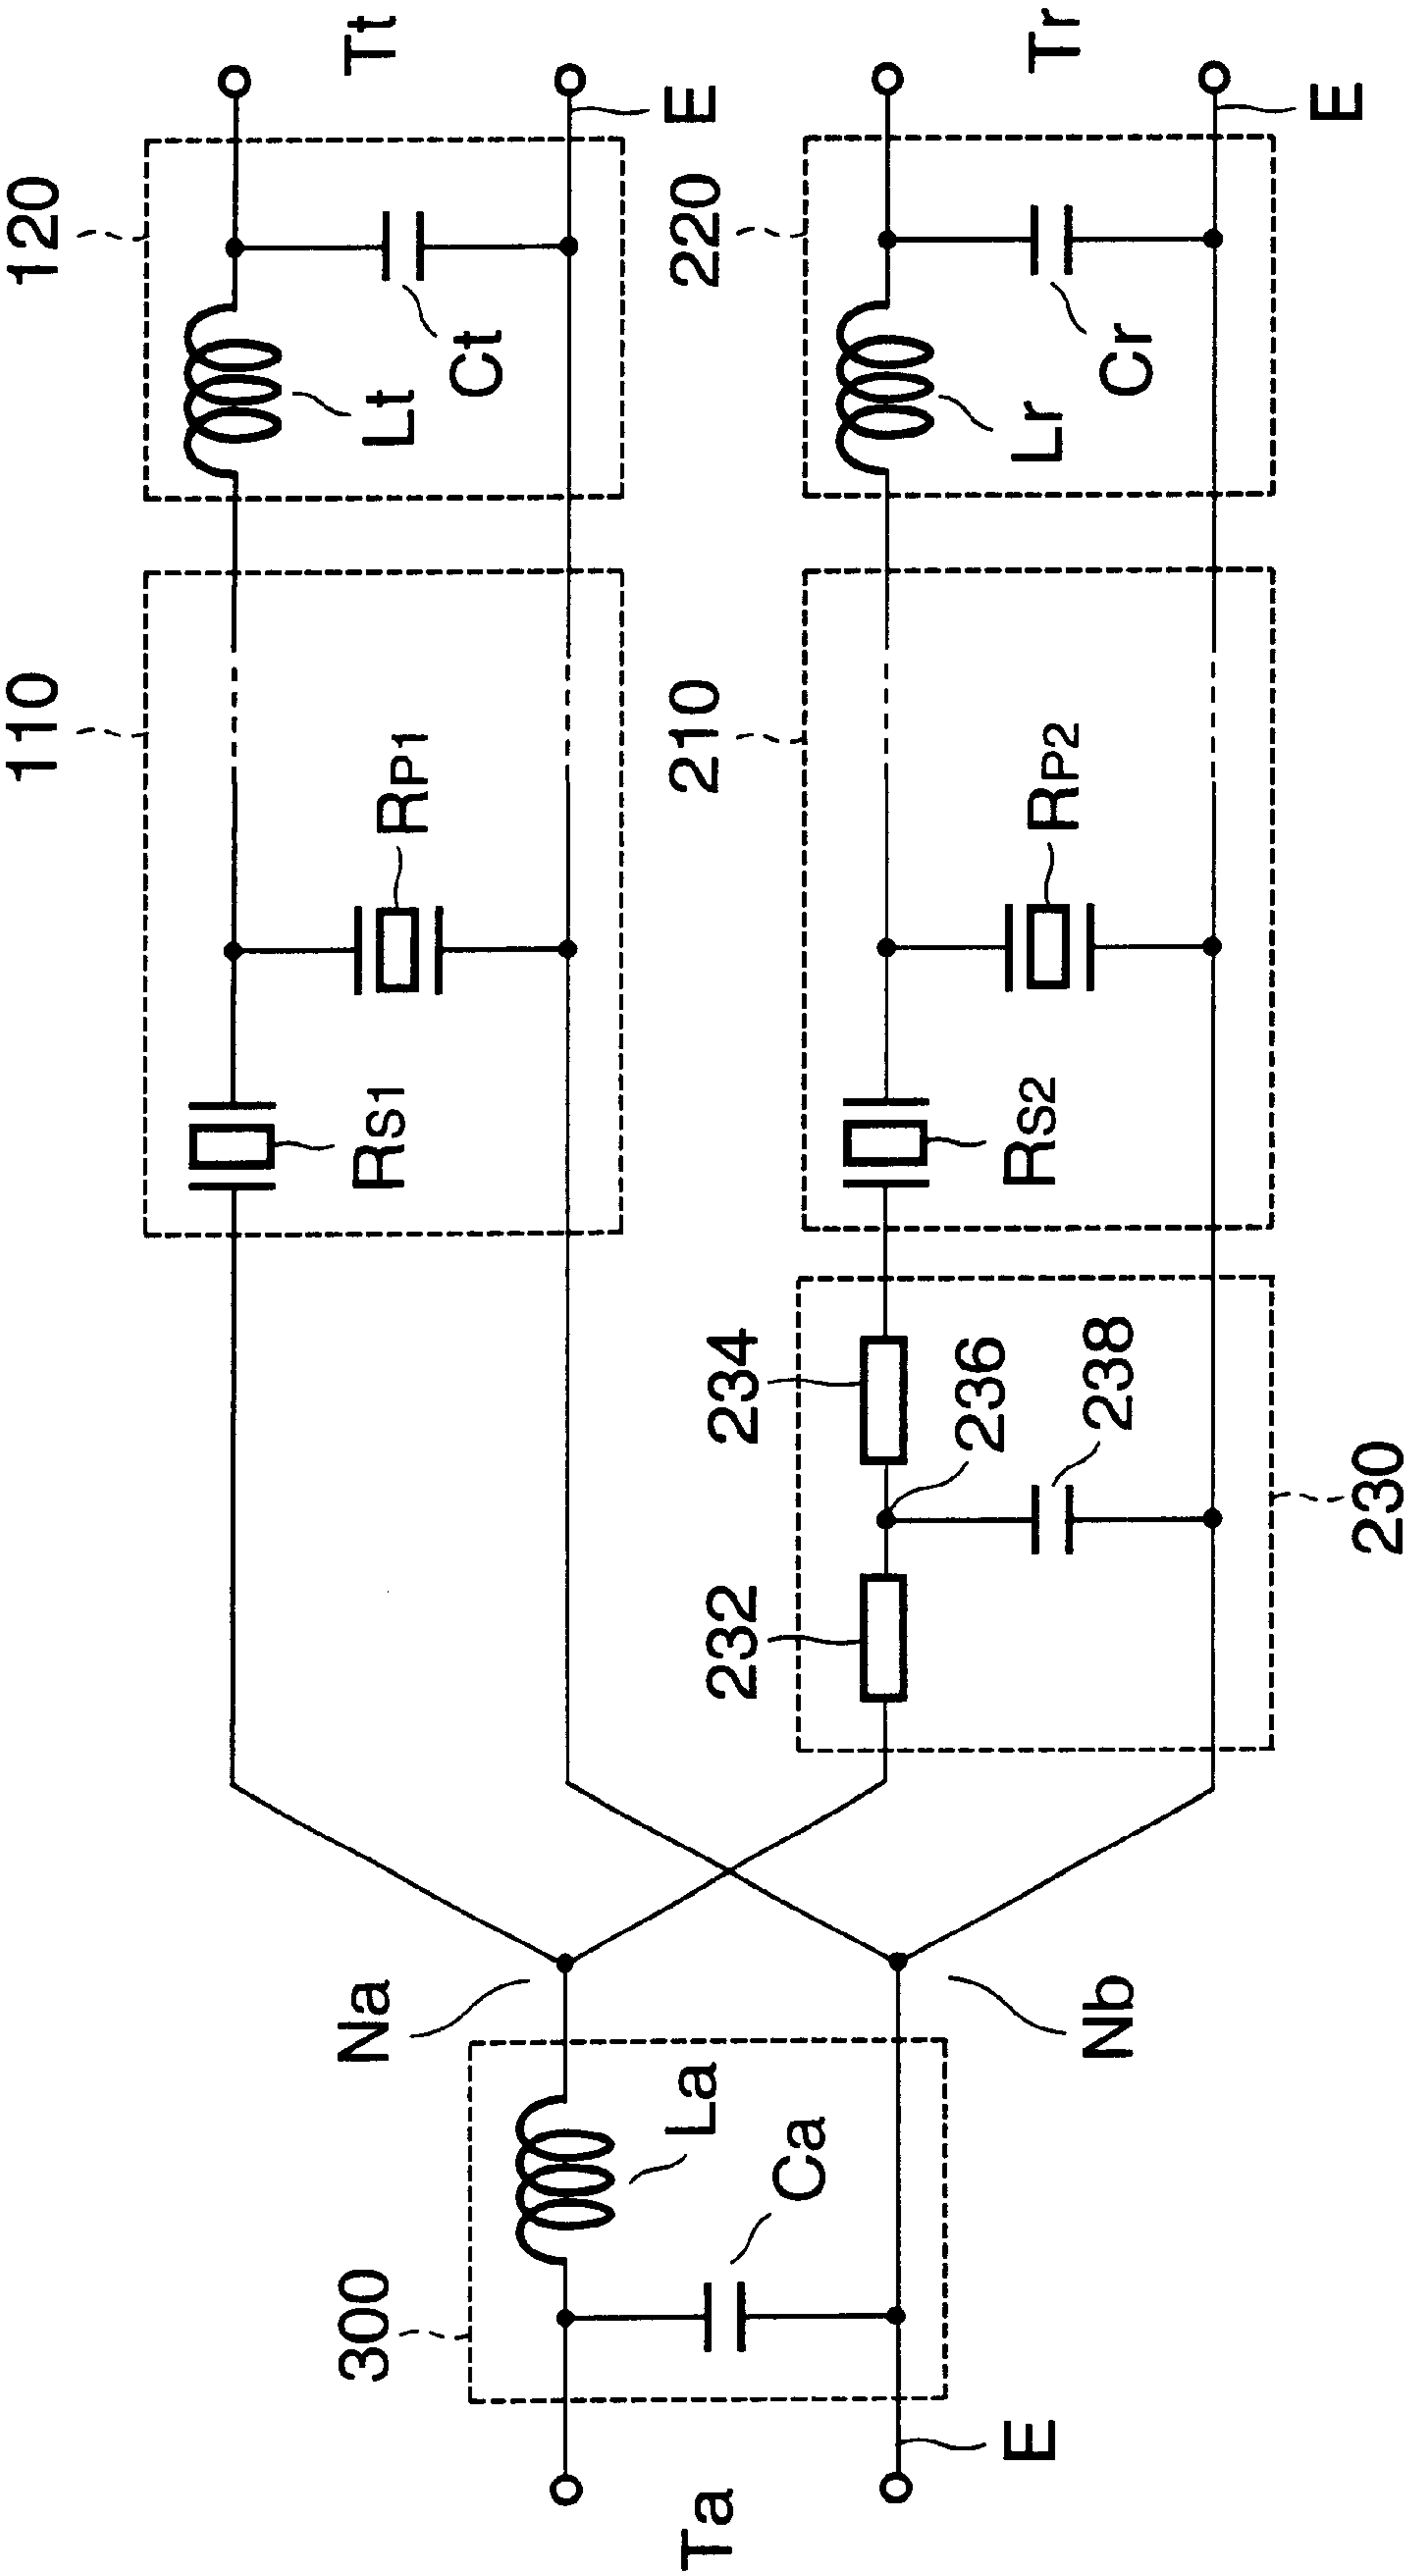 110
120
300
Na
RS1
RP1
Lt
Tt
Ct
Ta
La
210
220
E
232
234
Ca
236
E
RS2
RP2
Lr
Tr
Nb
238
Cr
E
230